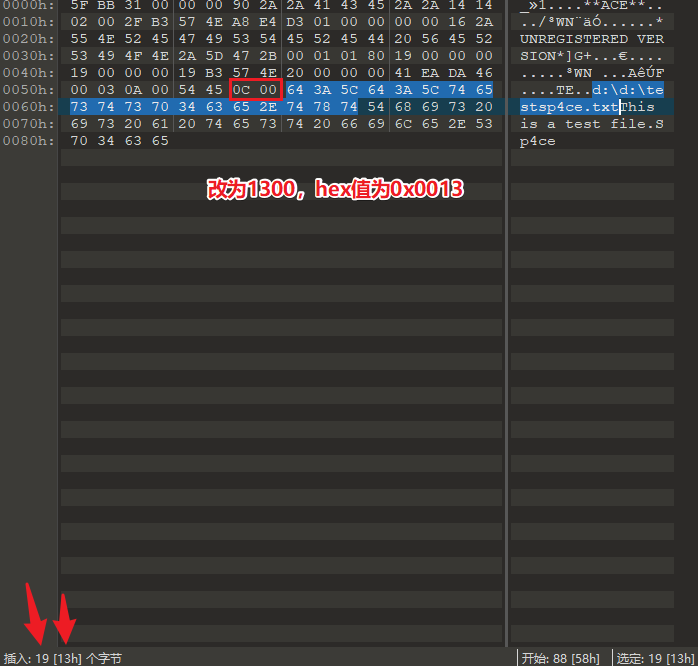 0000h: 5F BB 31 00 00 00 90 2A 2A 41 43 45 2A 2A 14 14 _»1....**ACE**..
0010h: 02 00 2F B3 57 4E A8 E4 D3 01 00 00 00 00 16 2A ../³WN¨äÓ......*
0020h: 55 4E 52 45 47 49 53 54 45 52 45 44 20 56 45 52 UNREGISTERED VER
0030h: 53 49 4F 4E 2A 5D 47 2B 00 01 01 80 19 00 00 00 SION*]G+...€....
0040h: 19 00 00 00 19 B3 57 4E 20 00 00 00 41 EA DA 46 .....³WN ...AêÚF
0050h: 00 03 0A 00 54 45 0C 00 64 3A 5C 64 3A 5C 74 65 ....TE..d:\d:\te
0060h: 73 74 73 70 34 63 65 2E 74 78 74 54 68 69 73 20 stsp4ce.txtThis
0070h: 69 73 20 61 20 74 65 73 74 20 66 69 6C 65 2E 53 is a test file.S
0080h: 70 34 63 65 p4ce
改为1300，hex值为0x0013
插入: 19 [13h] 个字节 开始: 88 [58h] 选定: 19 [13h]